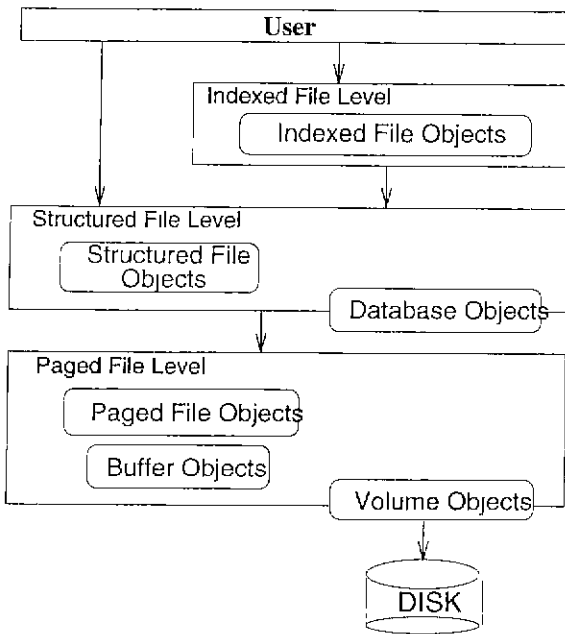 User
Indexed File Level
Indexed File Objects
Structured File Level
Structured File
Objects
Database Objects
Paged File Level
Paged File Objects
Buffer Objects
Volume Objects
DISK